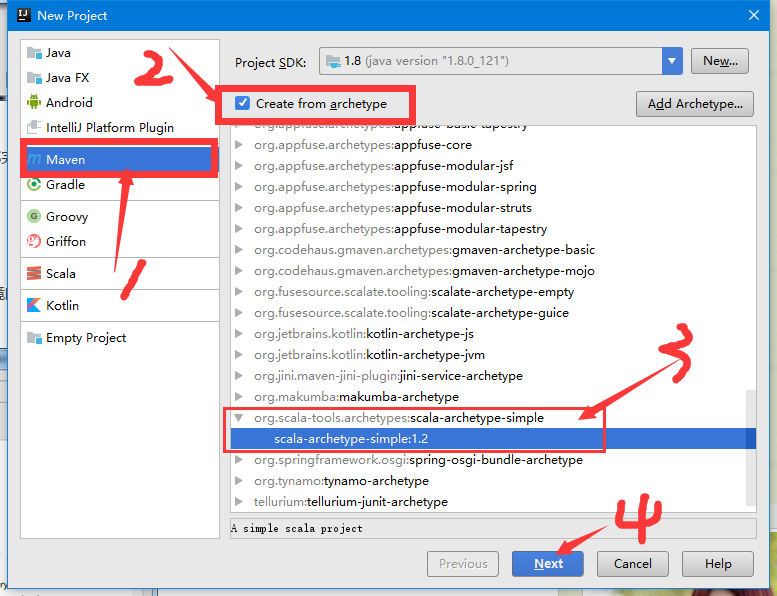 New Project
Java
Java FX
Android
IntelliJ Platform Plugin
Maven
Gradle
Groovy
Griffon
Scala
Kotlin
Empty Project
2
1
Project SDK: 1.8 (java version "1.8.0_121") New...
Create from archetype Add Archetype...
org.appfuse.archetypes:appfuse-basic-tapestry
org.appfuse.archetypes:appfuse-core
org.appfuse.archetypes:appfuse-modular-jsf
org.appfuse.archetypes:appfuse-modular-spring
org.appfuse.archetypes:appfuse-modular-struts
org.appfuse.archetypes:appfuse-modular-tapestry
org.codehaus.gmaven.archetypes:gmaven-archetype-basic
org.codehaus.gmaven.archetypes:gmaven-archetype-mojo
org.fusesource.scalate.tooling:scalate-archetype-empty
org.fusesource.scalate.tooling:scalate-archetype-guice
org.jetbrains.kotlin:kotlin-archetype-js
org.jetbrains.kotlin:kotlin-archetype-jvm
org.jini.maven-jini-plugin:jini-service-archetype
org.makumba:makumba-archetype
org.scala-tools.archetypes:scala-archetype-simple
scala-archetype-simple:1.2
org.springframework.osgi:spring-osgi-bundle-archetype
org.tynamo:tynamo-archetype
tellurium:tellurium-junit-archetype
3
A simple scala project
4
Previous Next Cancel Help